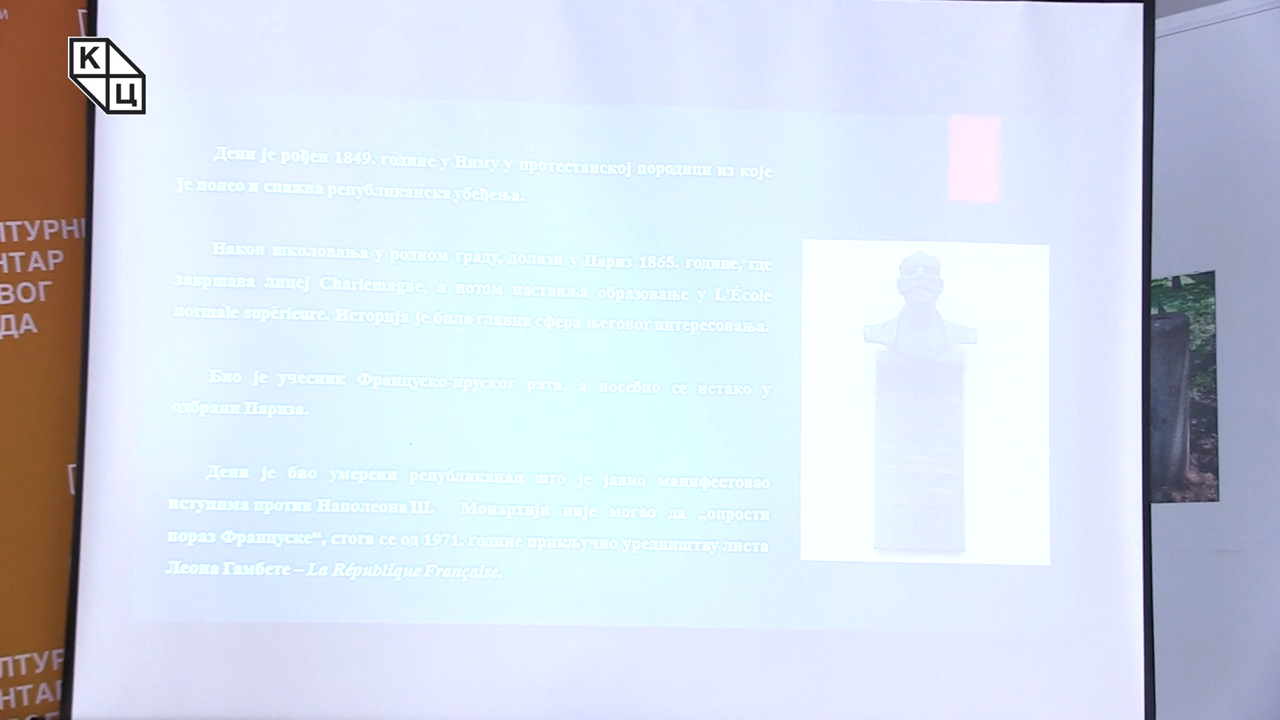 К
Ц
Дени је рођен 1849. године у Ниму у протестанској породици из које
је понео и снажна републиканска убеђења.
Након школовања у родном граду, долази у Париз 1865. године, где
завршава лицеј Charlemagne, а потом наставља образовање у L'École
normale supérieure. Историја је била главна сфера његовог интересовања.
Био је учесник Француско-пруског рата, а посебно се истако у
одбрани Париза.
Дени је био умерени републиканац што је јавно манифестовао
иступима против Наполеона III. Монархији није могао да „опрости
пораз Француске“, стога се од 1971. године прикључио уредништву листа
Леона Гамбете – La République Française.
ЛТУРНИ
НТАР
ВОГ
ДА
ЛТУР
НТАР